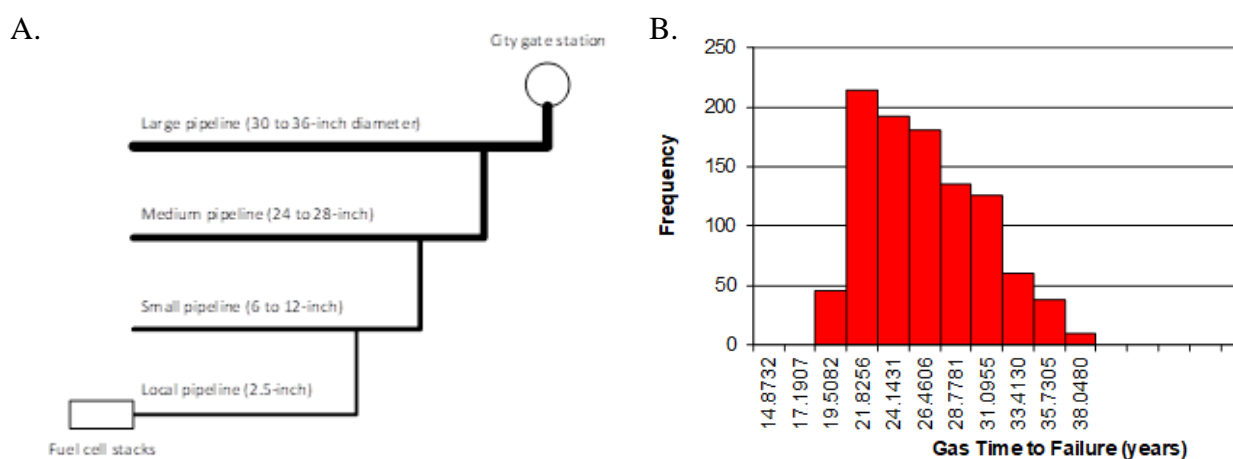 A.
City gate station
Large pipeline (30 to 36-inch diameter)
Medium pipeline (24 to 28-inch)
Small pipeline (6 to 12-inch)
Local pipeline (2.5-inch)
Fuel cell stacks
B.
250
200
150
100
50
0
Frequency
14.8732
17.1907
19.5082
21.8256
24.1431
26.4606
28.7781
31.0955
33.4130
35.7305
38.0480
Gas Time to Failure (years)